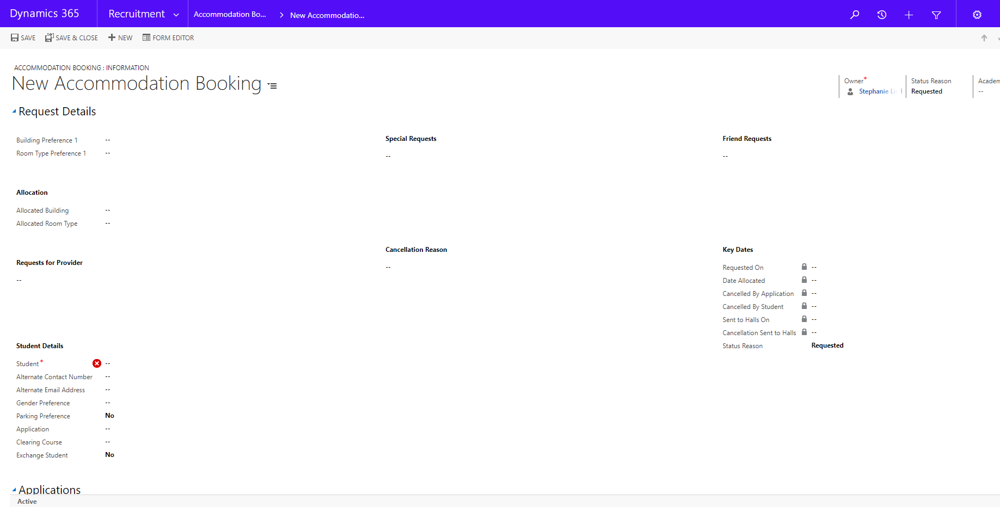 Dynamics 365
Recruitment
Accommodation Bo...
New Accommodatio...
SAVE
SAVE & CLOSE
NEW
FORM EDITOR
ACCOMMODATION BOOKING : INFORMATION
New Accommodation Booking
Owner*
Stephanie
Status Reason
Requested
Academ
--
Request Details
Building Preference 1 --
Room Type Preference 1 --
Special Requests
--
Friend Requests
--
Allocation
Allocated Building --
Allocated Room Type --
Requests for Provider
--
Cancellation Reason
--
Key Dates
Requested On --
Date Allocated --
Cancelled By Application --
Cancelled By Student --
Sent to Halls On --
Cancellation Sent to Halls --
Status Reason Requested
Student Details
Student* --
Alternate Contact Number --
Alternate Email Address --
Gender Preference --
Parking Preference No
Application --
Clearing Course --
Exchange Student No
Applications
Active